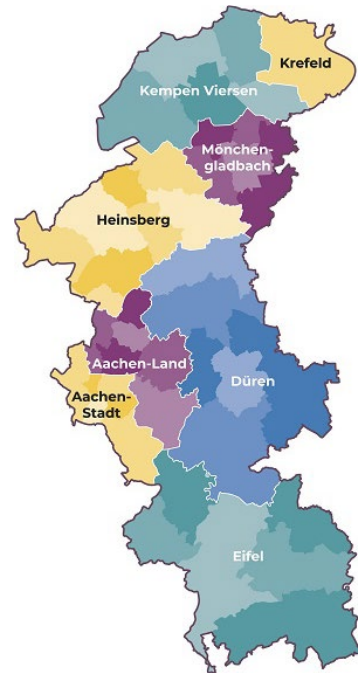 Krefeld
Kempen Viersen
Mönchen-
gladbach
Heinsberg
Aachen-Land
Düren
Aachen-
Stadt
Eifel